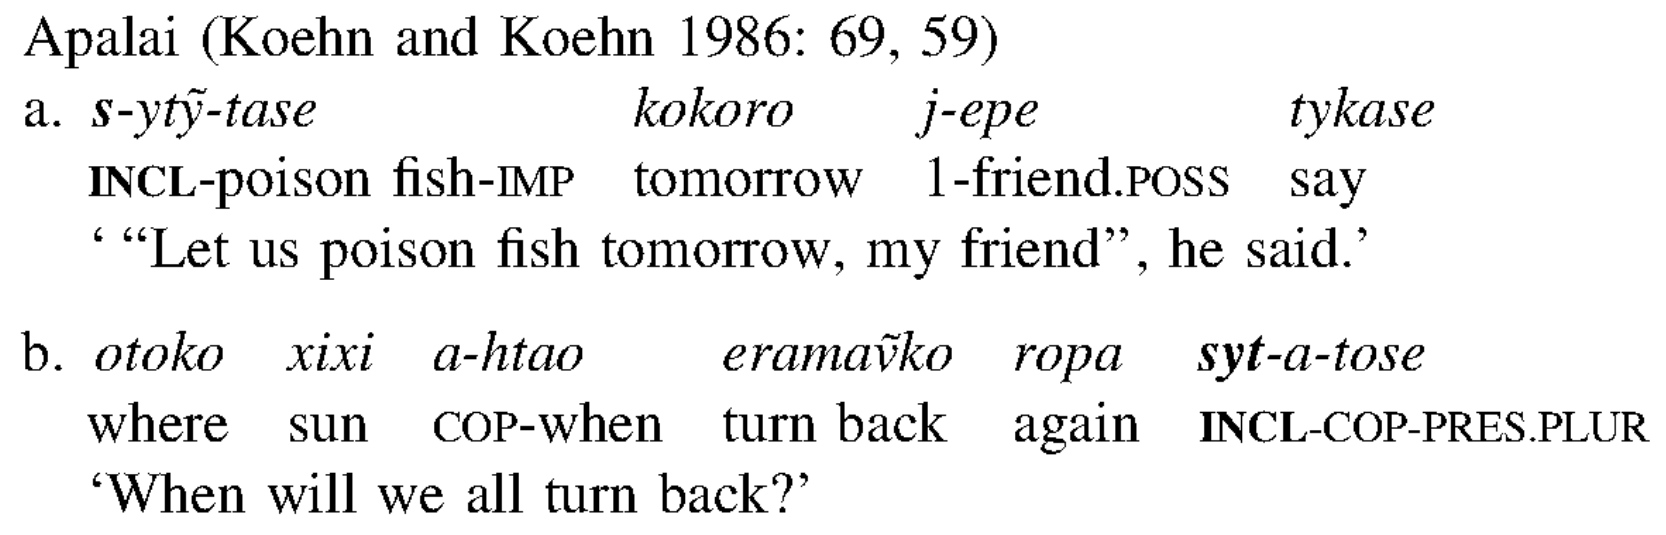 Apalai (Koehn and Koehn 1986: 69, 59)
a. s-ytỹ-tase kokoro j-epe tykase
INCL-poison fish-IMP tomorrow 1-friend.POSS say
‘ “Let us poison fish tomorrow, my friend”, he said.’
b. otoko xixi a-htao eramaṽko ropa syt-a-tose
where sun COP-when turn back again INCL-COP-PRES.PLUR
‘When will we all turn back?’